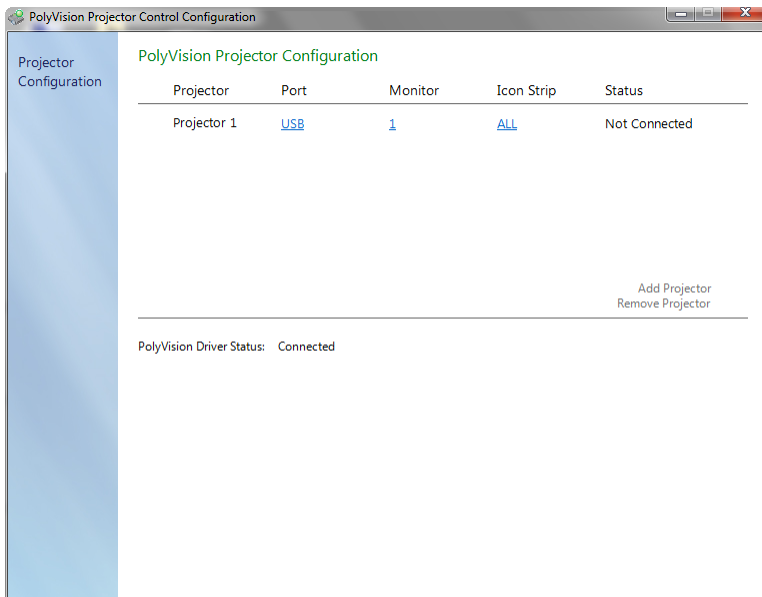 PolyVision Projector Control Configuration
Projector
Configuration
PolyVision Projector Configuration
Projector Port Monitor Icon Strip Status
Projector 1 USB 1 ALL Not Connected
Add Projector
Remove Projector
PolyVision Driver Status: Connected